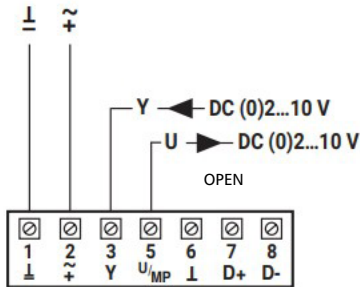 ⊥ ~
− +
Y DC (0)2...10 V
U DC (0)2...10 V
OPEN
1 2 3 5 6 7 8
⊥ ~+ Y U/MP ⊥ D+ D-